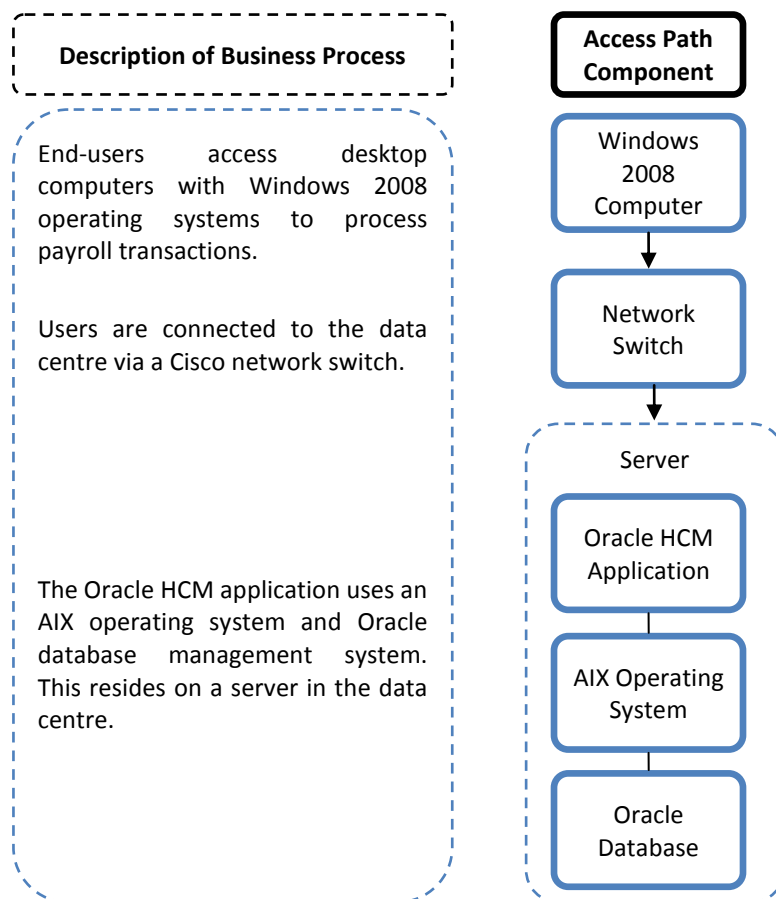 Description of Business Process
Access Path
Component
End-users access desktop
computers with Windows 2008
operating systems to process
payroll transactions.
Users are connected to the data
centre via a Cisco network switch.
The Oracle HCM application uses an
AIX operating system and Oracle
database management system.
This resides on a server in the data
centre.
Windows
2008
Computer
Network
Switch
Server
Oracle HCM
Application
AIX Operating
System
Oracle
Database